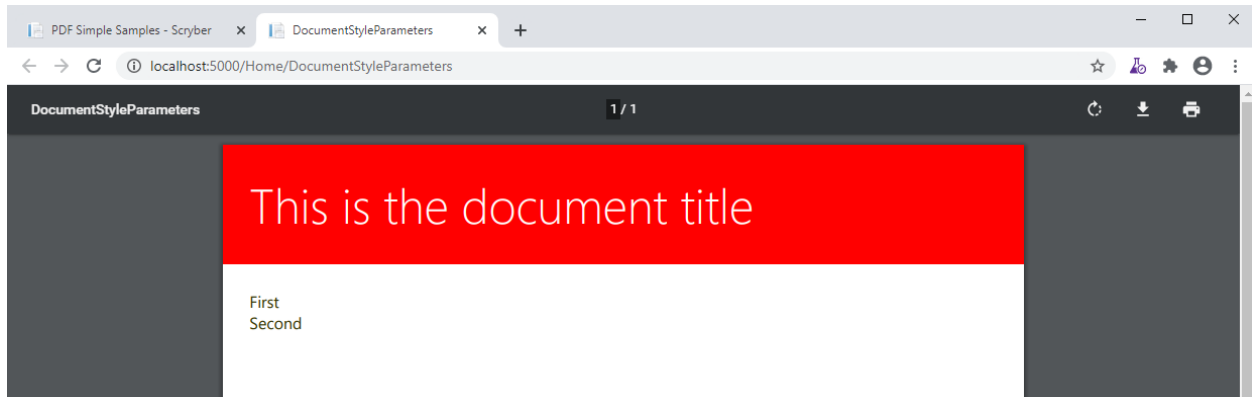 PDF Simple Samples - Scryber
DocumentStyleParameters
localhost:5000/Home/DocumentStyleParameters
DocumentStyleParameters
1 / 1
This is the document title
First
Second